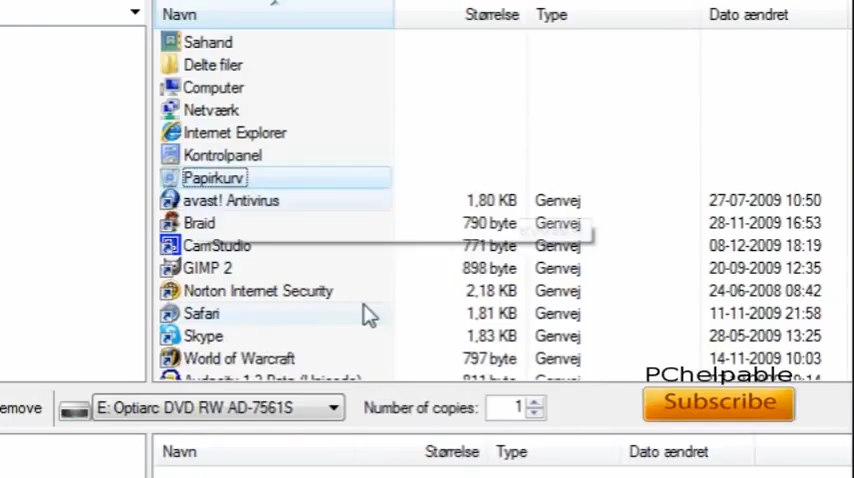 Navn Størrelse Type Dato ændret
Sahand
Delte filer
Computer
Netværk
Internet Explorer
Kontrolpanel
Papirkurv
avast! Antivirus 1,80 KB Genvej 27-07-2009 10:50
Braid 790 byte Genvej 28-11-2009 16:53
CamStudio 771 byte Genvej 08-12-2009 18:19
GIMP 2 898 byte Genvej 20-09-2009 12:35
Norton Internet Security 2,18 KB Genvej 24-06-2008 08:42
Safari 1,81 KB Genvej 11-11-2009 21:58
Skype 1,83 KB Genvej 28-05-2009 13:25
World of Warcraft 797 byte Genvej 14-11-2009 10:03
PChelpable
emove E: Optiarc DVD RW AD-7561S Number of copies: 1 Subscribe
Navn Størrelse Type Dato ændret